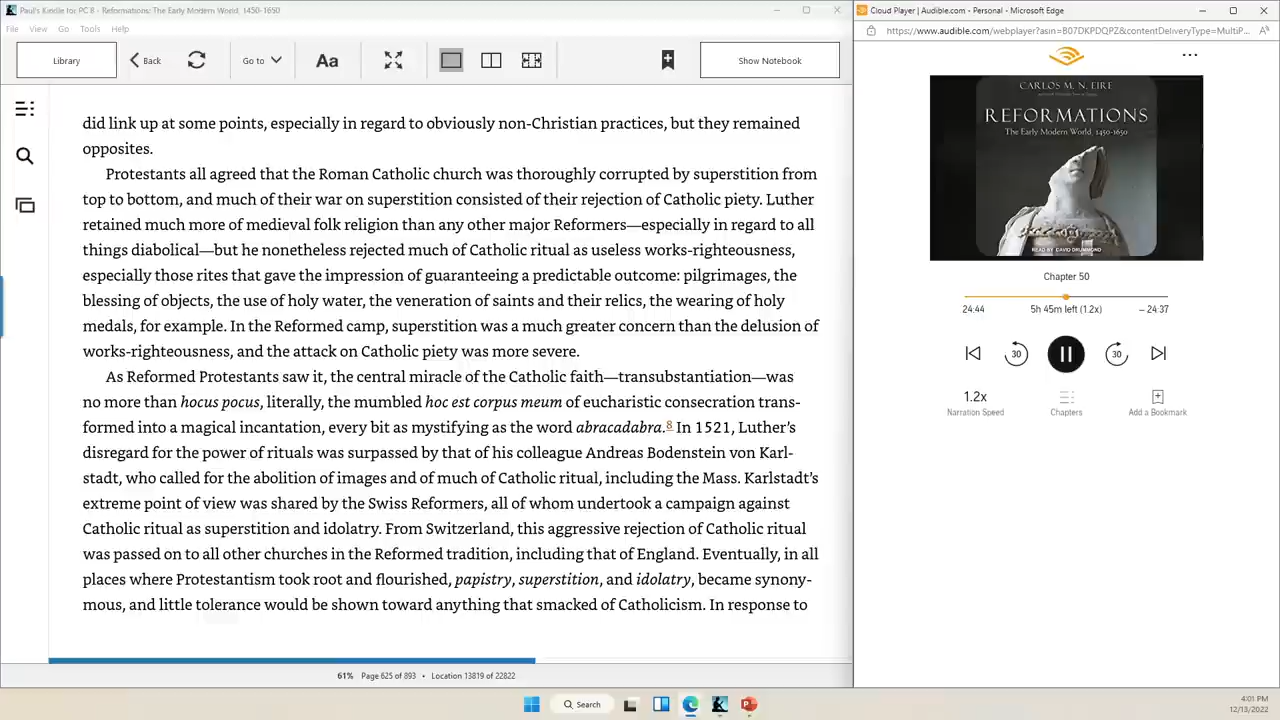 Paul's Kindle for PC 8 - Reformations: The Early Modern World, 1450-1650
File View Go Tools Help
Library
Back
Go to
Aa
Show Notebook
did link up at some points, especially in regard to obviously non-Christian practices, but they remained
opposites.
Protestants all agreed that the Roman Catholic church was thoroughly corrupted by superstition from
top to bottom, and much of their war on superstition consisted of their rejection of Catholic piety. Luther
retained much more of medieval folk religion than any other major Reformers—especially in regard to all
things diabolical—but he nonetheless rejected much of Catholic ritual as useless works-righteousness,
especially those rites that gave the impression of guaranteeing a predictable outcome: pilgrimages, the
blessing of objects, the use of holy water, the veneration of saints and their relics, the wearing of holy
medals, for example. In the Reformed camp, superstition was a much greater concern than the delusion of
works-righteousness, and the attack on Catholic piety was more severe.
As Reformed Protestants saw it, the central miracle of the Catholic faith—transubstantiation—was
no more than hocus pocus, literally, the mumbled hoc est corpus meum of eucharistic consecration trans-
formed into a magical incantation, every bit as mystifying as the word abracadabra.8 In 1521, Luther's
disregard for the power of rituals was surpassed by that of his colleague Andreas Bodenstein von Karl-
stadt, who called for the abolition of images and of much of Catholic ritual, including the Mass. Karlstadt's
extreme point of view was shared by the Swiss Reformers, all of whom undertook a campaign against
Catholic ritual as superstition and idolatry. From Switzerland, this aggressive rejection of Catholic ritual
was passed on to all other churches in the Reformed tradition, including that of England. Eventually, in all
places where Protestantism took root and flourished, papistry, superstition, and idolatry, became synony-
mous, and little tolerance would be shown toward anything that smacked of Catholicism. In response to
61% Page 625 of 893 • Location 13819 of 22822
Cloud Player | Audible.com - Personal - Microsoft Edge
https://www.audible.com/webplayer?asin=B07DKPDQPZ&contentDeliveryType=MultiP...
CARLOS M. N. EIRE
REFORMATIONS
The Early Modern World, 1450-1650
READ BY DAVID DRUMMOND
Chapter 50
24:44 5h 45m left (1.2x) – 24:37
30 30
1.2x
Narration Speed Chapters Add a Bookmark
Search
4:01 PM
12/13/2022